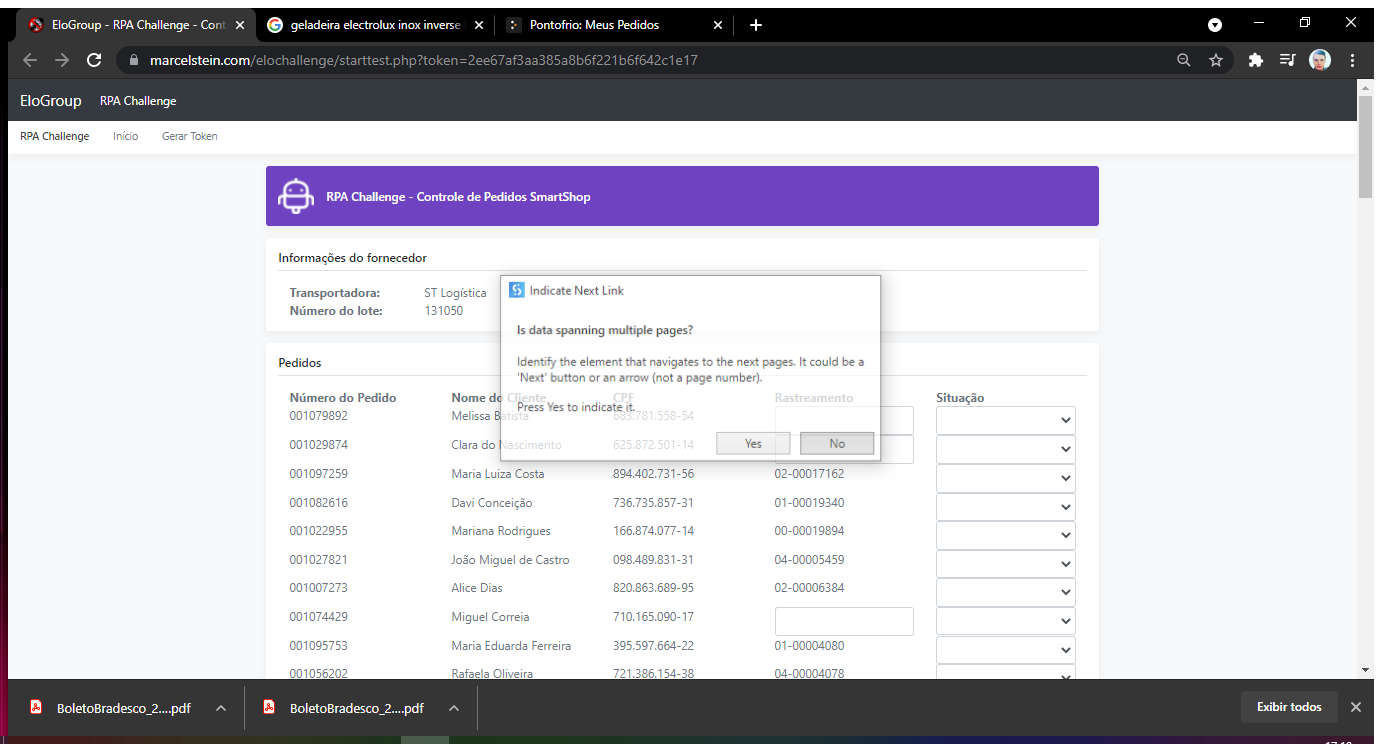 EloGroup - RPA Challenge - Cont
geladeira electrolux inox inverse
Pontofrio: Meus Pedidos
marcelstein.com/elochallenge/starttest.php?token=2ee67af3aa385a8b6f221b6f642c1e17
EloGroup RPA Challenge
RPA Challenge Início Gerar Token
RPA Challenge - Controle de Pedidos SmartShop
Informações do fornecedor
Transportadora: ST Logística
Número do lote: 131050
Indicate Next Link
Is data spanning multiple pages?
Identify the element that navigates to the next pages. It could be a
'Next' button or an arrow (not a page number).
Press Yes to indicate it.
Yes No
Pedidos
Número do Pedido Nome do Cliente CPF Rastreamento Situação
001079892 Melissa Batista 683.781.558-54
001029874 Clara do Nascimento 625.872.501-14
001097259 Maria Luiza Costa 894.402.731-56 02-00017162
001082616 Davi Conceição 736.735.857-31 01-00019340
001022955 Mariana Rodrigues 166.874.077-14 00-00019894
001027821 João Miguel de Castro 098.489.831-31 04-00005459
001007273 Alice Dias 820.863.689-95 02-00006384
001074429 Miguel Correia 710.165.090-17
001095753 Maria Eduarda Ferreira 395.597.664-22 01-00004080
001056202 Rafaela Oliveira 721.386.154-38 04-00004078
BoletoBradesco_2....pdf BoletoBradesco_2....pdf Exibir todos